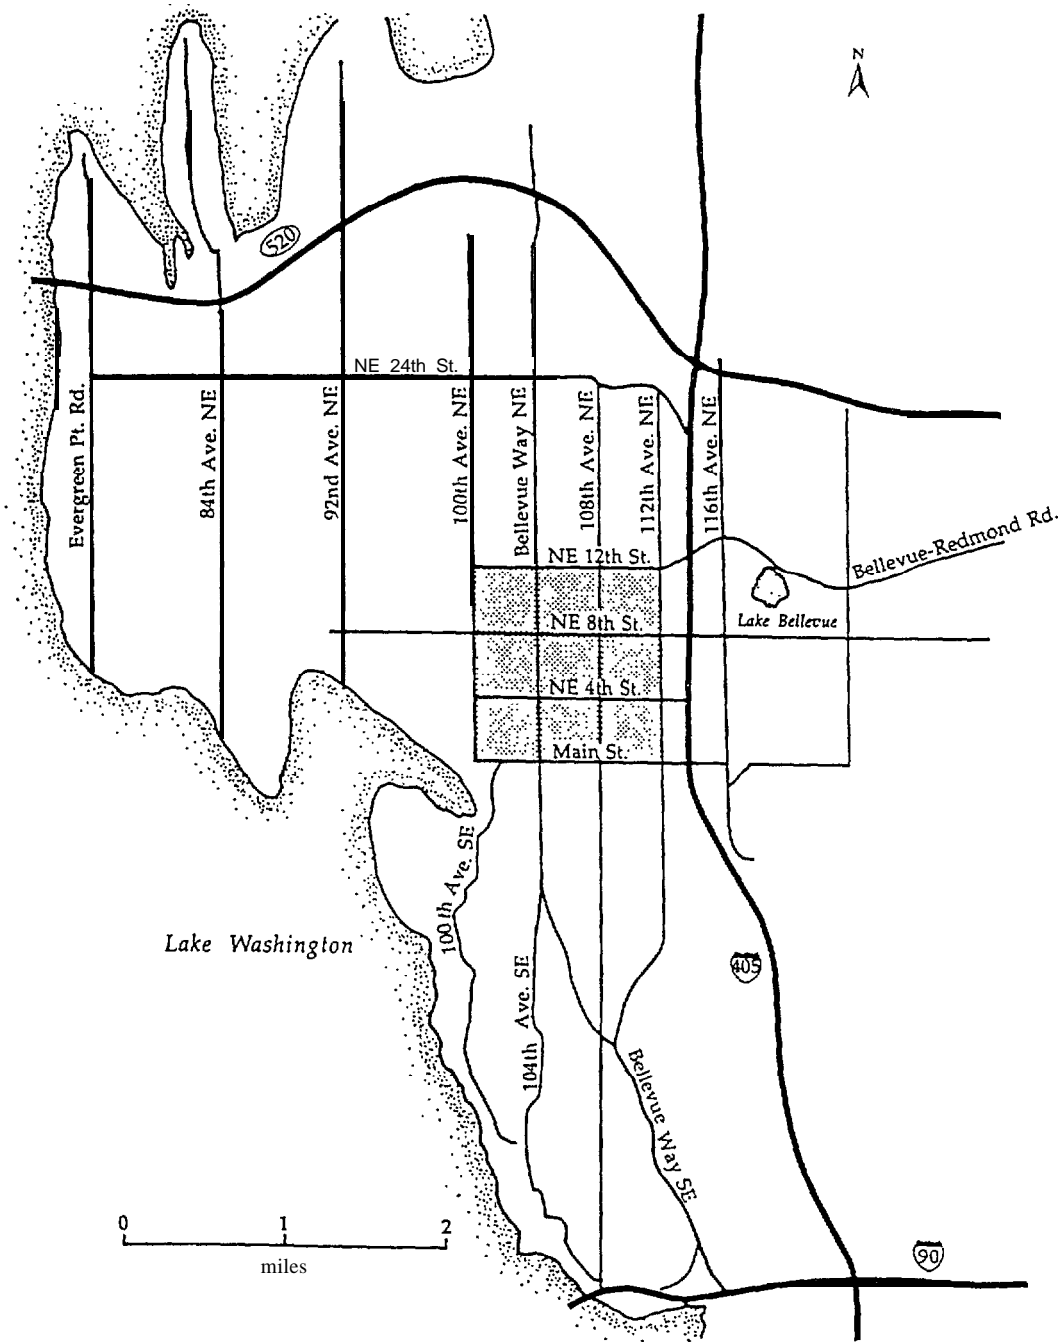 N
520
NE 24th St.
Evergreen Pt. Rd.
84th Ave. NE
92nd Ave. NE
100th Ave. NE
Bellevue Way NE
108th Ave. NE
112th Ave. NE
116th Ave. NE
NE 12th St.
Bellevue-Redmond Rd.
Lake Bellevue
NE 8th St.
NE 4th St.
Main St.
100th Ave. SE
Lake Washington
104th Ave. SE
405
Bellevue Way SE
0 1 2
miles
90